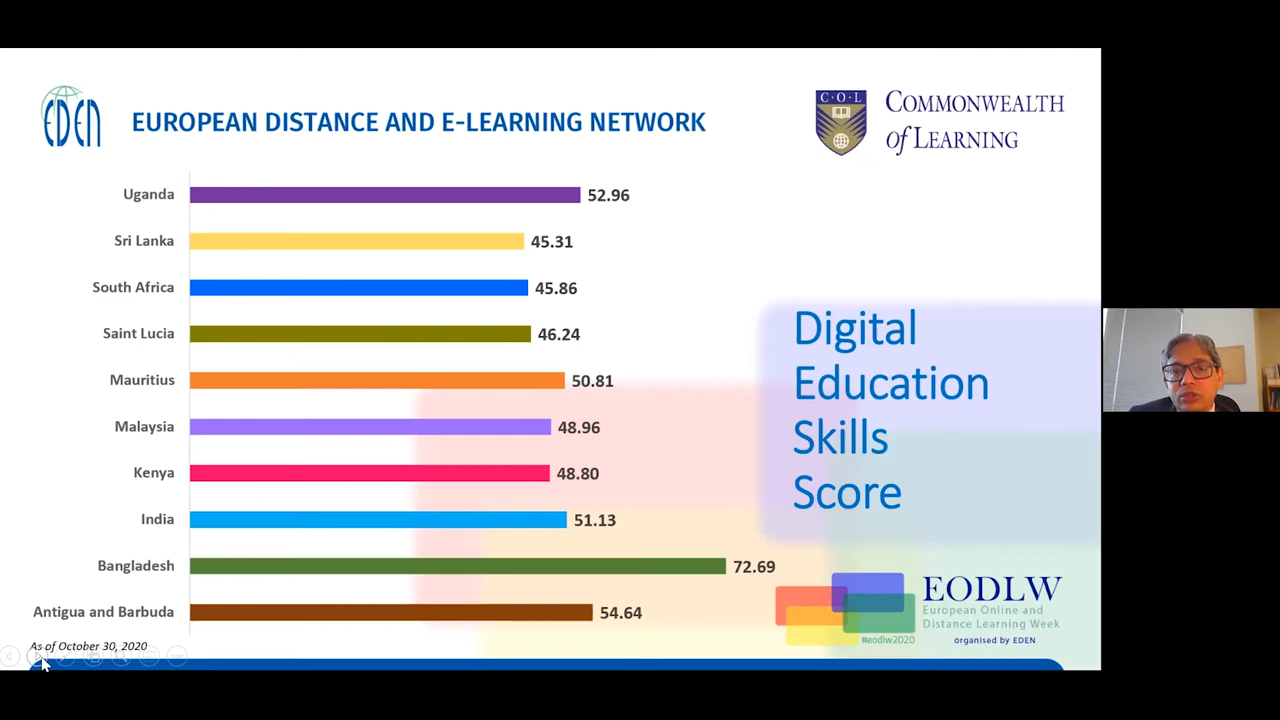 EDEN
EUROPEAN DISTANCE AND E-LEARNING NETWORK
C·O·L
COMMONWEALTH
of LEARNING
Uganda 52.96
Sri Lanka 45.31
South Africa 45.86
Saint Lucia 46.24
Mauritius 50.81
Malaysia 48.96
Kenya 48.80
India 51.13
Bangladesh 72.69
Antigua and Barbuda 54.64
As of October 30, 2020
Digital
Education
Skills
Score
EODLW
European Online and
Distance Learning Week
#eodlw2020
organised by EDEN